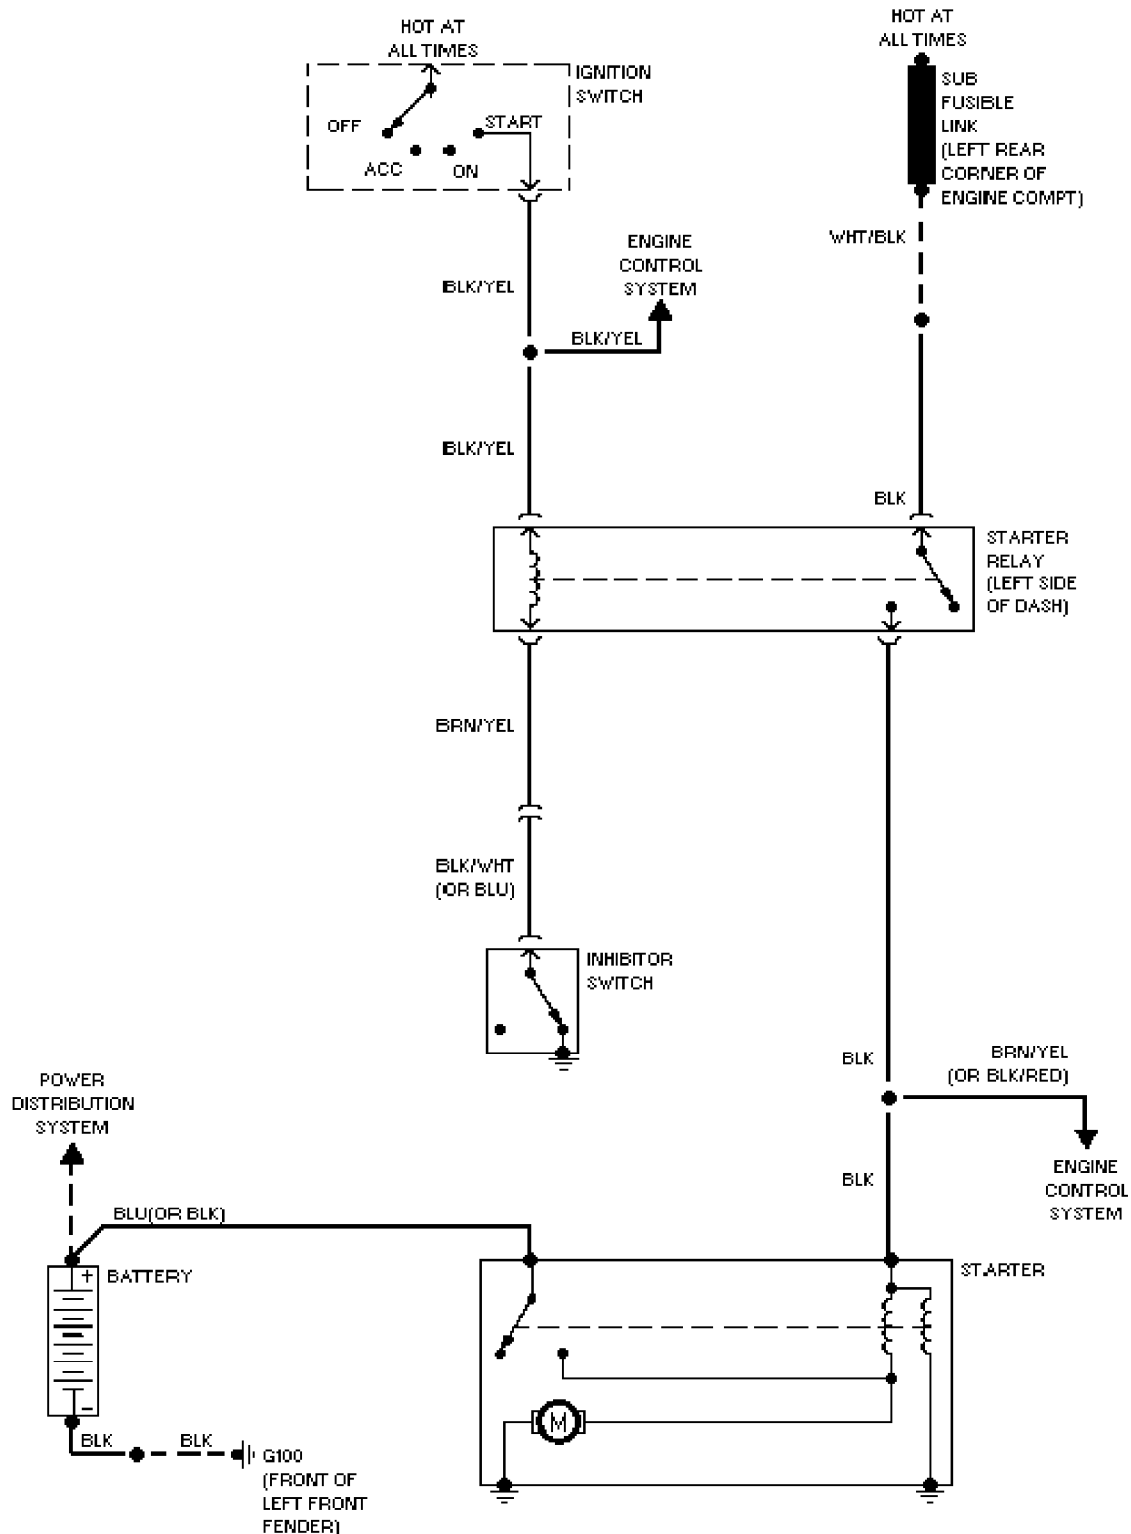 HOT AT
ALL TIMES
IGNITION
SWITCH
OFF
START
ACC
ON
HOT AT
ALL TIMES
SUB
FUSIBLE
LINK
(LEFT REAR
CORNER OF
ENGINE COMPT)
WHT/BLK
BLK/YEL
ENGINE
CONTROL
SYSTEM
BLK/YEL
BLK/YEL
BLK
STARTER
RELAY
(LEFT SIDE
OF DASH)
BRN/YEL
BLK/WHT
(OR BLU)
INHIBITOR
SWITCH
BLK
BRN/YEL
(OR BLK/RED)
ENGINE
CONTROL
SYSTEM
BLK
POWER
DISTRIBUTION
SYSTEM
BLU(OR BLK)
+
BATTERY
-
STARTER
M
BLK
BLK
G100
(FRONT OF
LEFT FRONT
FENDER)